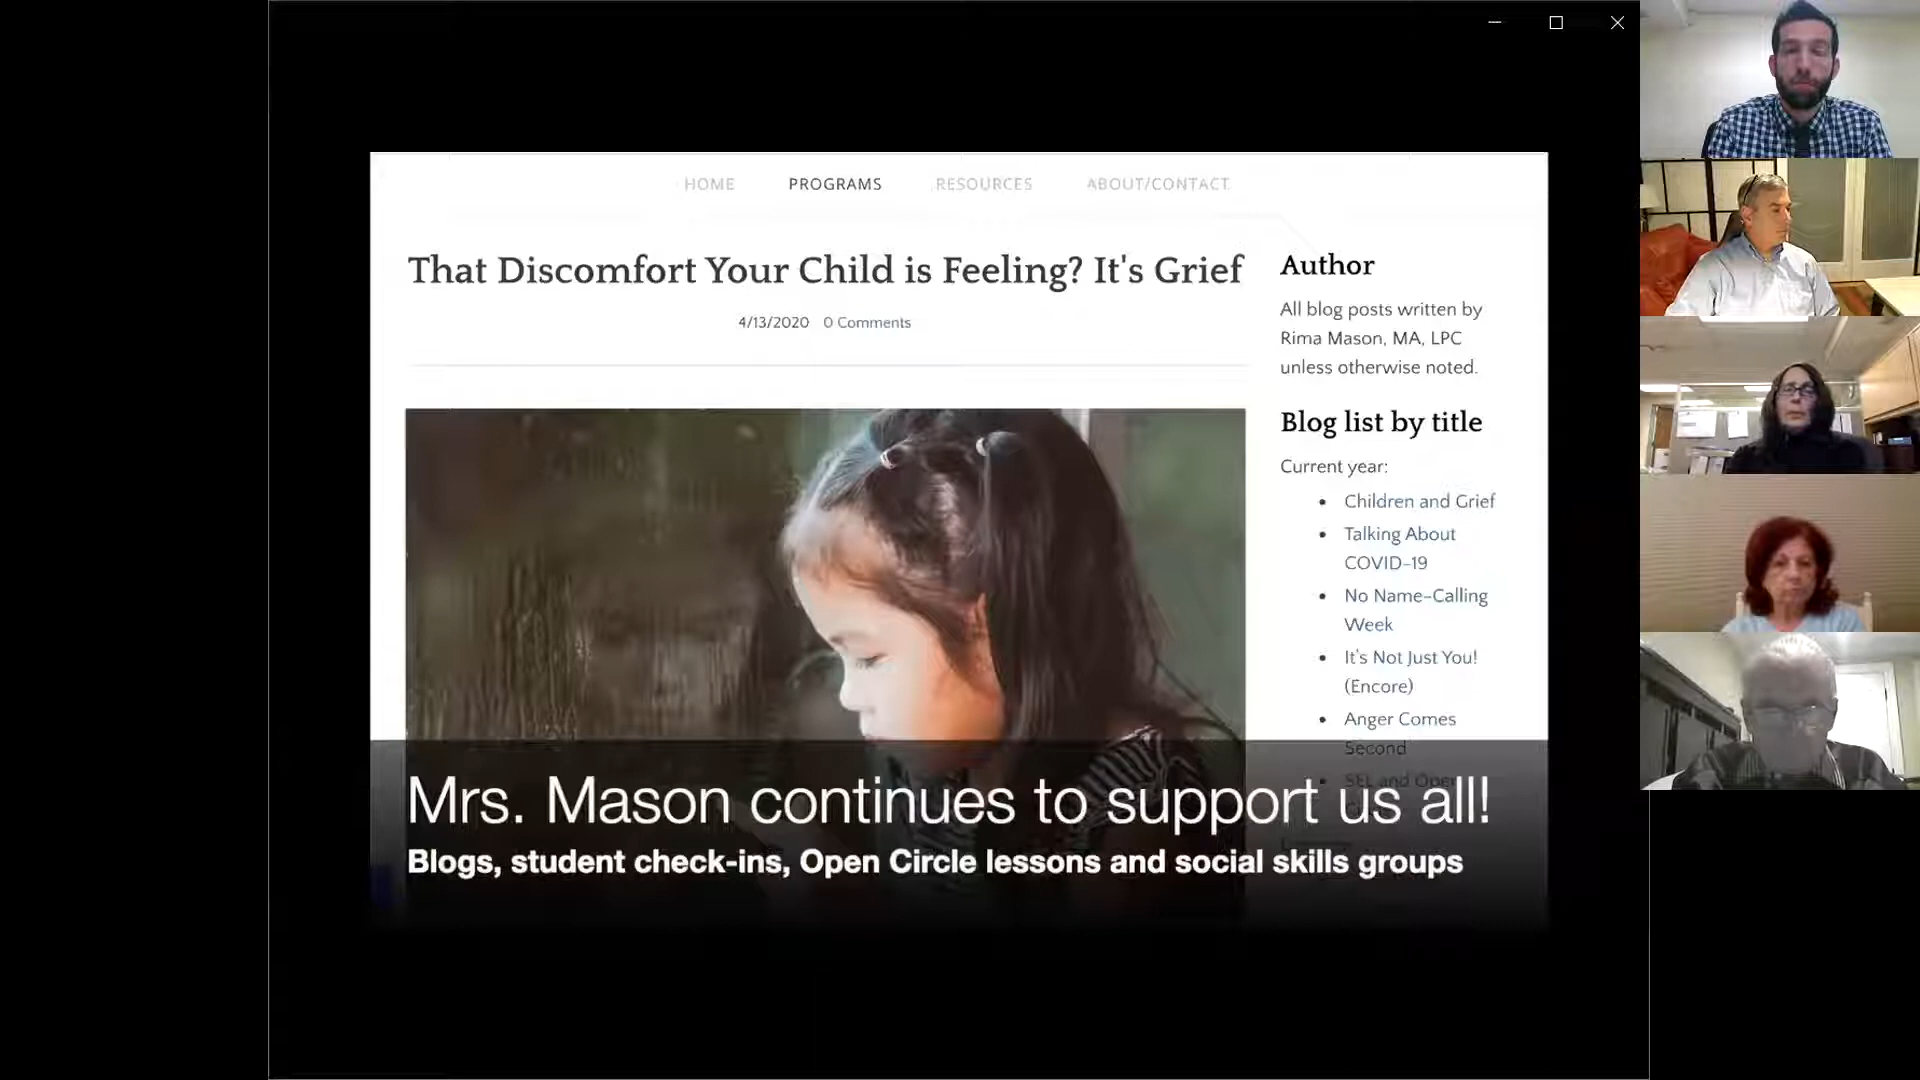 HOME PROGRAMS RESOURCES ABOUT/CONTACT
That Discomfort Your Child is Feeling? It's Grief
4/13/2020 0 Comments
Author
All blog posts written by
Rima Mason, MA, LPC
unless otherwise noted.
Blog list by title
Current year:
• Children and Grief
• Talking About
COVID-19
• No Name-Calling
Week
• It's Not Just You!
(Encore)
• Anger Comes
Second
• SEL and Open
Mrs. Mason continues to support us all!
Blogs, student check-ins, Open Circle lessons and social skills groups